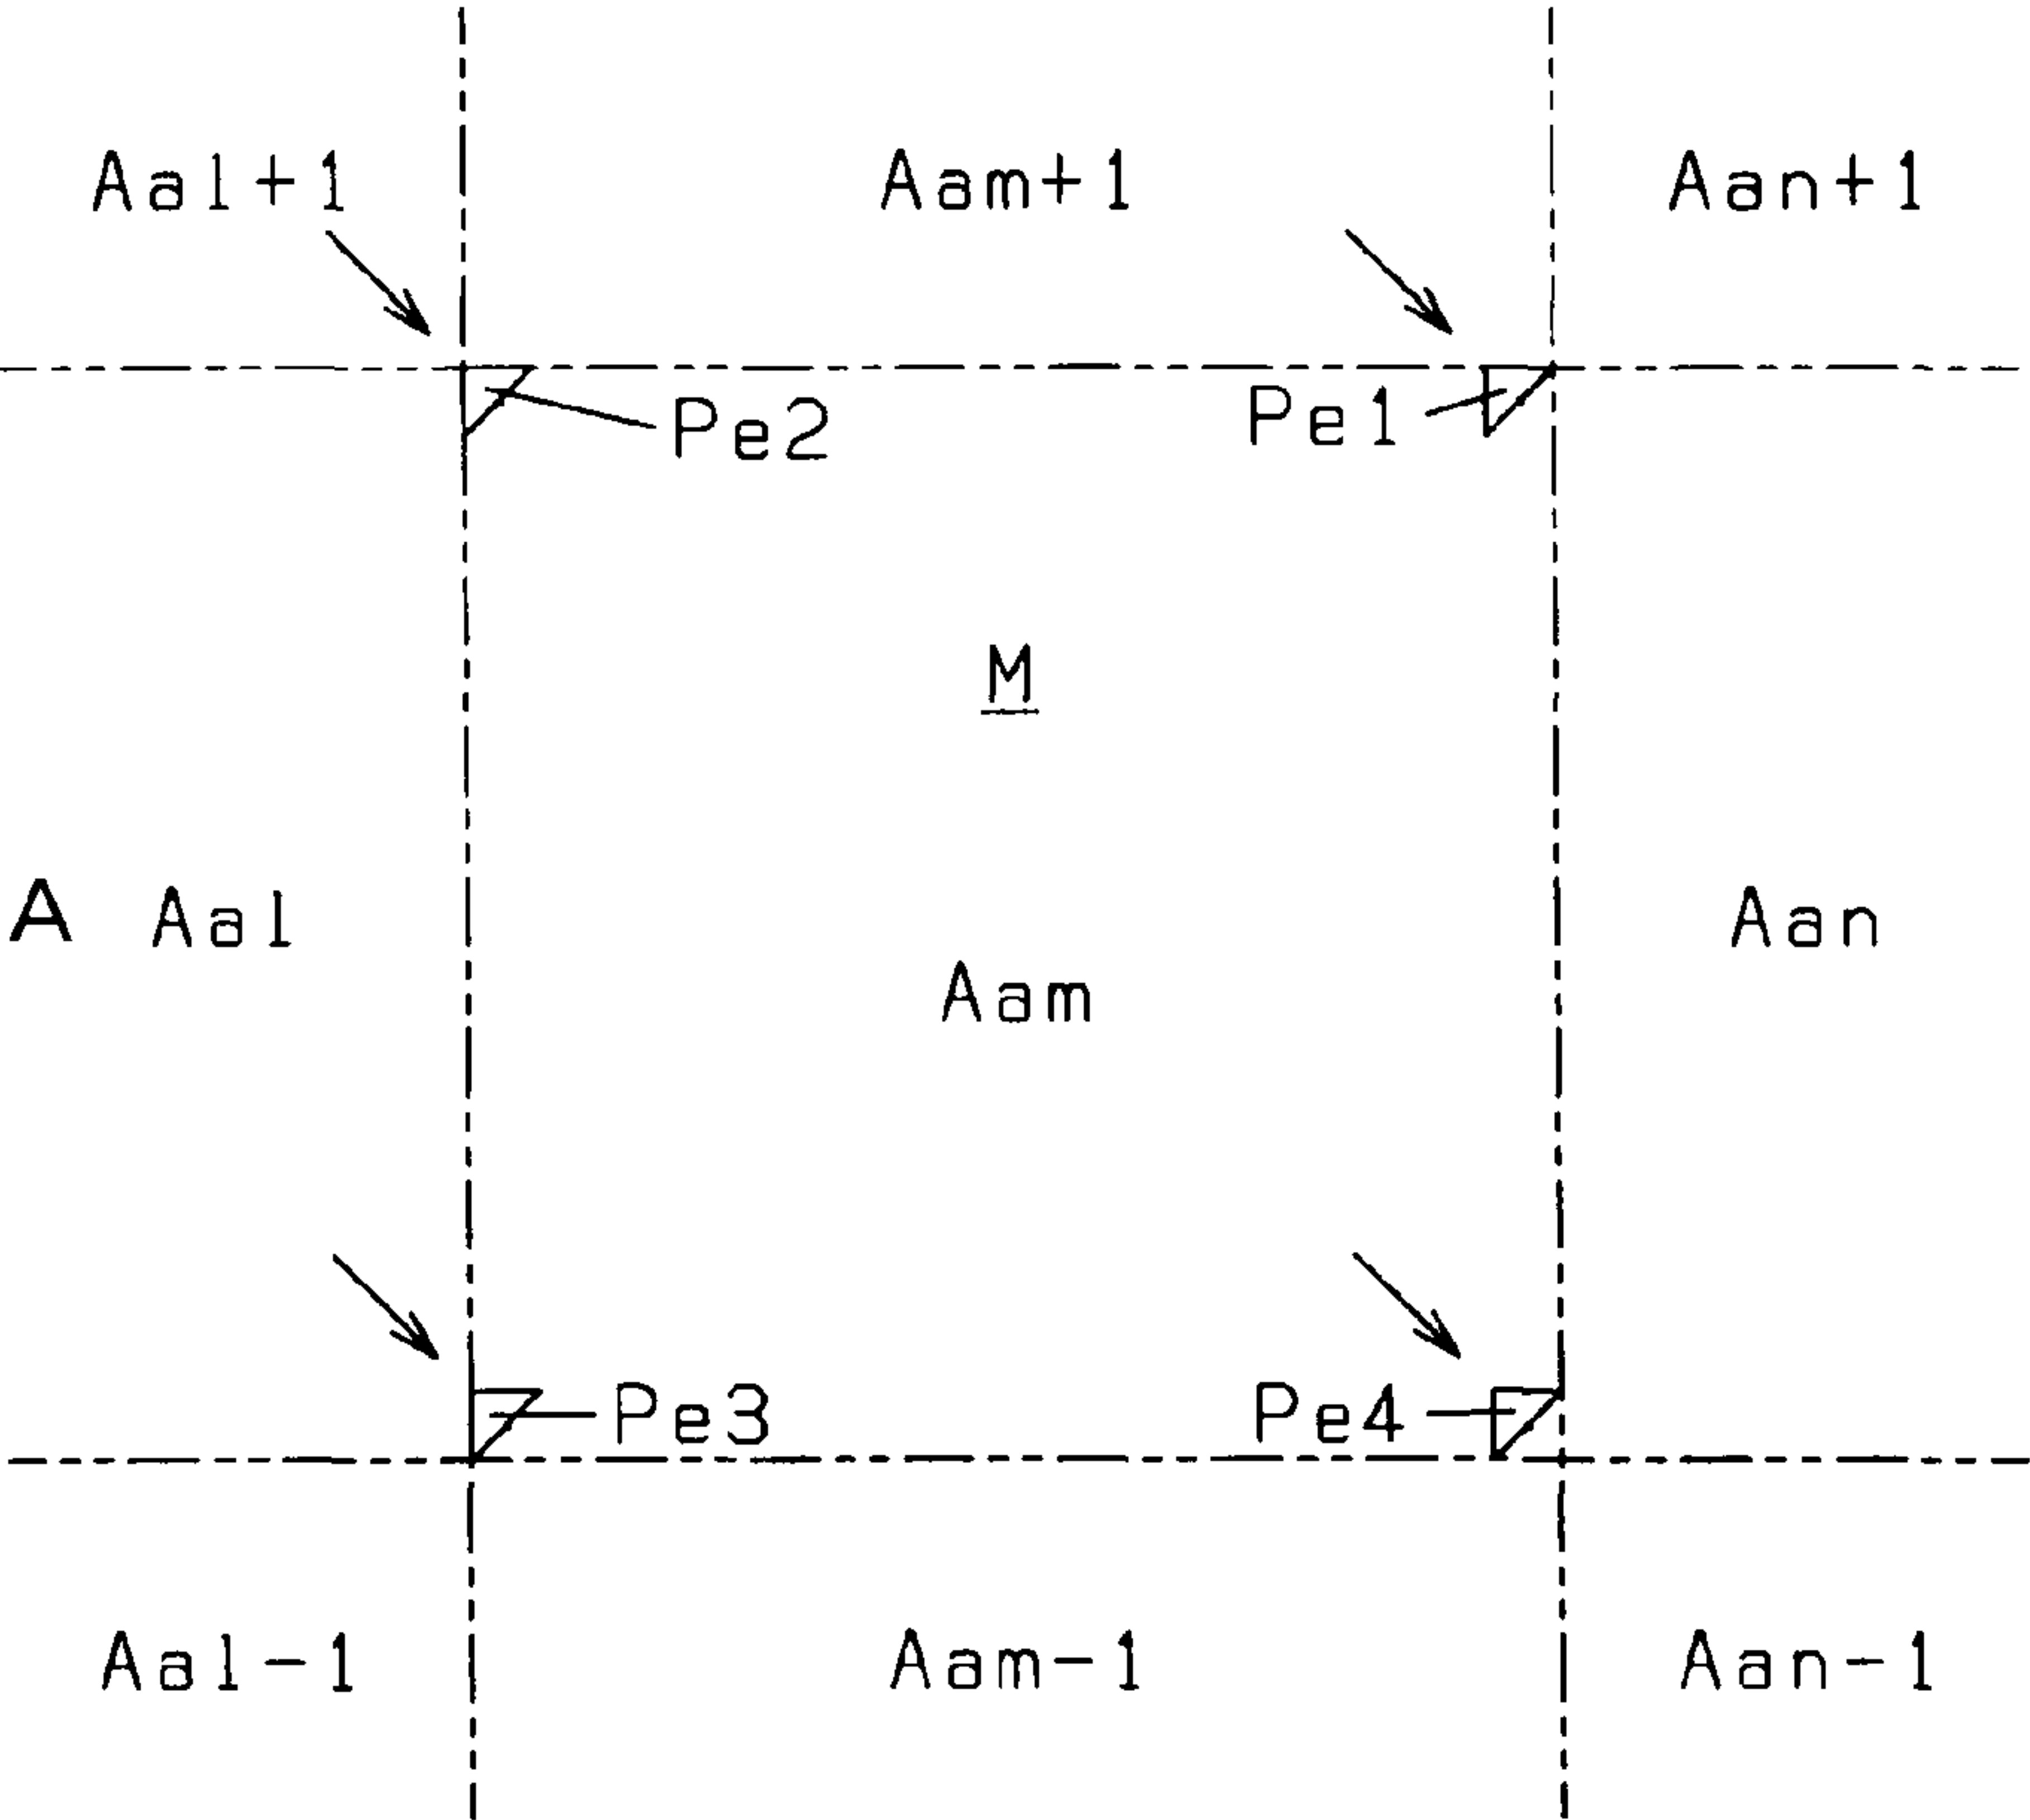 Aal+1 Aam+1 Aan+1
Pe2 Pe1
M
A Aal Aan
Aam
Pe3 Pe4
Aal-1 Aam-1 Aan-1